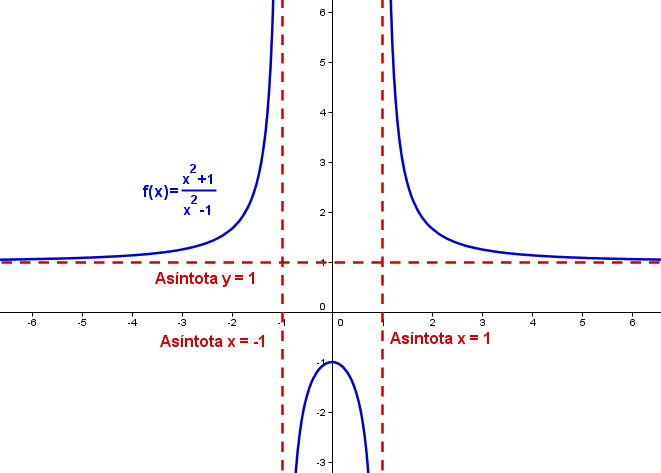 6
5
4
3
f(x)= x²+1
x²-1
2
1
Asíntota y = 1
0
-6 -5 -4 -3 -2 -1 0 1 2 3 4 5 6
Asíntota x = -1
Asíntota x = 1
-1
-2
-3